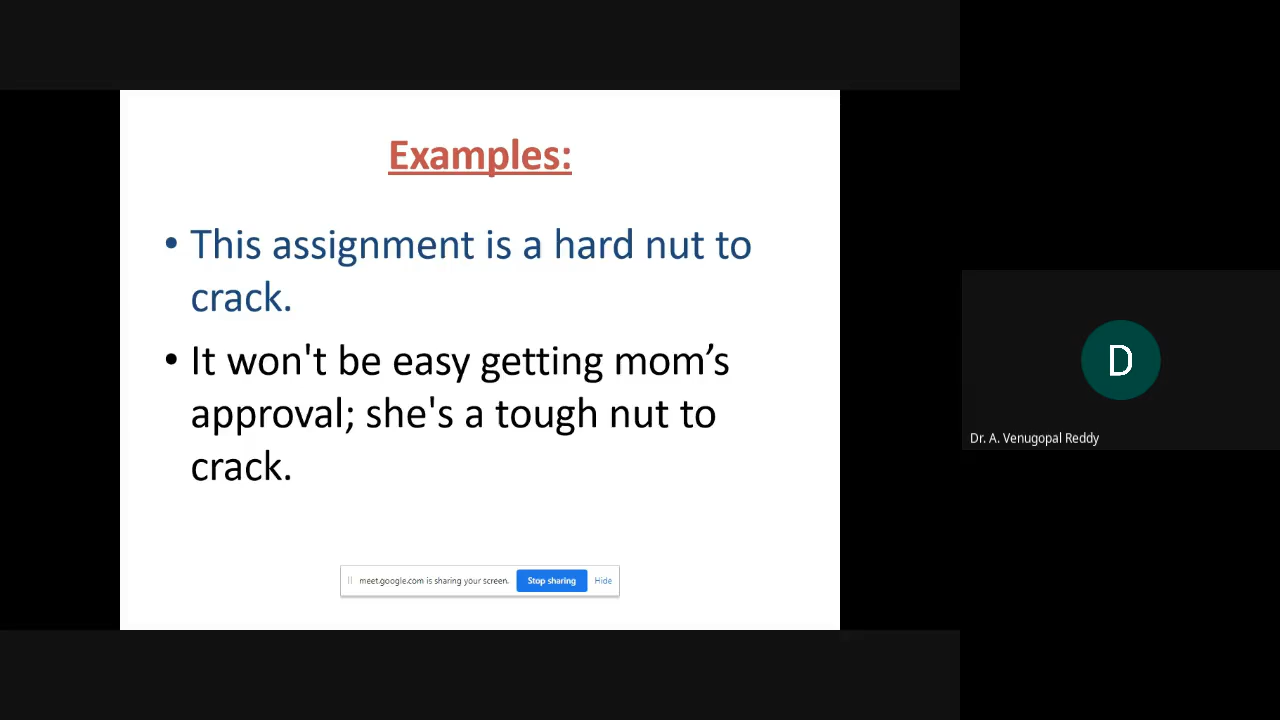 Examples:
• This assignment is a hard nut to
crack.
• It won't be easy getting mom’s
approval; she's a tough nut to
crack.
meet.google.com is sharing your screen. Stop sharing Hide
D
Dr. A. Venugopal Reddy